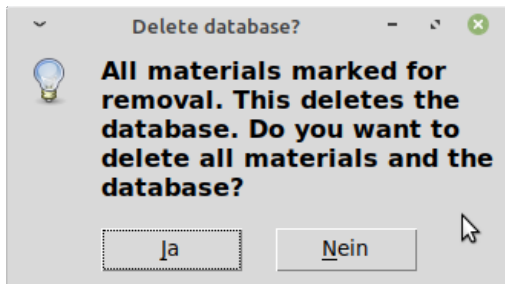 Delete database?
All materials marked for
removal. This deletes the
database. Do you want to
delete all materials and the
database?
Ja
Nein